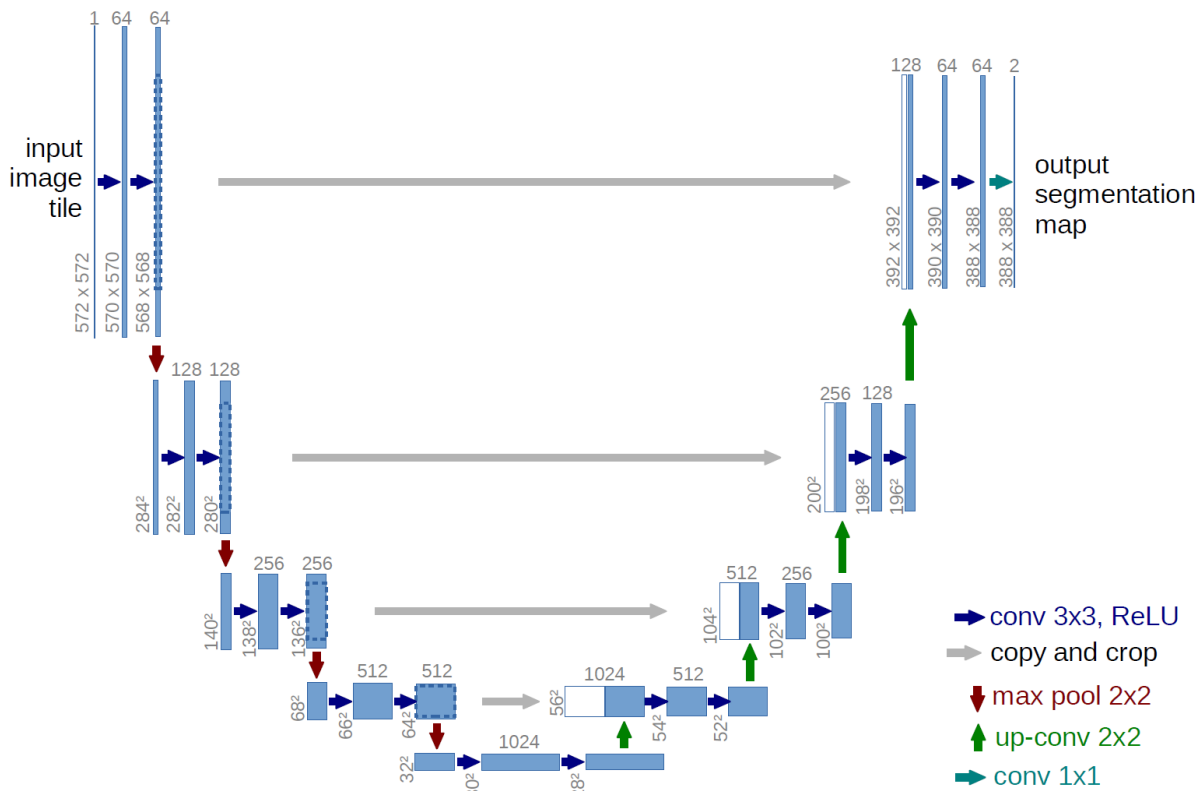 1 64 64
input
image
tile
572 x 572
570 x 570
568 x 568
128 64 64 2
output
segmentation
map
392 x 392
390 x 390
388 x 388
388 x 388
128 128
284²
282²
280²
256 128
200²
198²
196²
256 256
140²
138²
136²
512 256
104²
102²
100²
512 512
68²
66²
64²
1024 512
56²
54²
52²
1024
32²
conv 3x3, ReLU
copy and crop
max pool 2x2
up-conv 2x2
conv 1x1